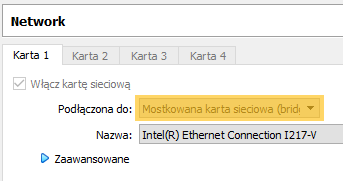 Network
Karta 1 Karta 2 Karta 3 Karta 4
Włącz kartę sieciową
Podłączona do: Mostkowana karta sieciowa (bridg
Nazwa: Intel(R) Ethernet Connection I217-V
Zaawansowane